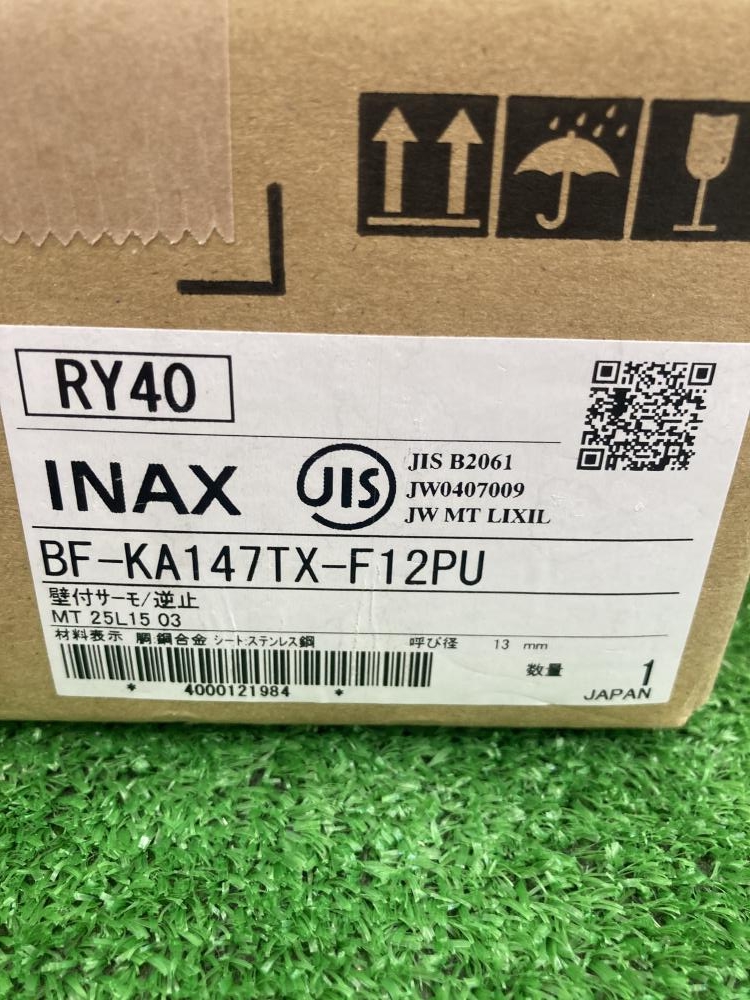 RY40
INAX
JIS
JIS B2061
JW0407009
JW MT LIXIL
BF-KA147TX-F12PU
壁付サーモ/逆止
MT 25L15 03
材料表示 胴:銅合金 シート:ステンレス鋼 呼び径 13 mm
* 4000121984 *
数量 1
JAPAN